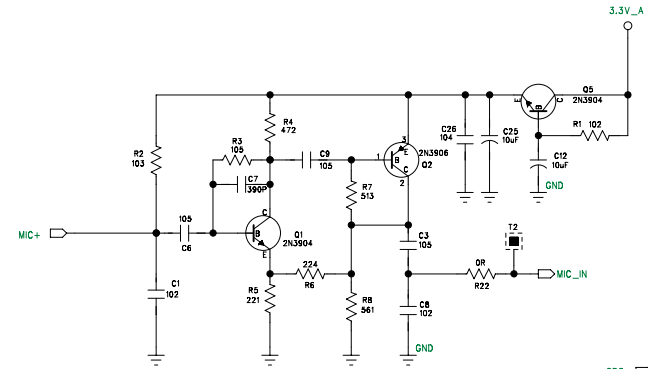 3.3V_A
Q5
2N3904
E
B
C
R1 102
R4
472
C26
104
C25
10uF
C12
10uF
GND
R3
105
C9
105
3
2N3906
1
B
E
C
Q2
2
R2
103
C7
390P
R7
513
MIC+
105
C6
C
B
E
Q1
2N3904
C3
105
T2
224
R6
0R
R22
MIC_IN
C1
102
R5
221
R8
561
C8
102
GND